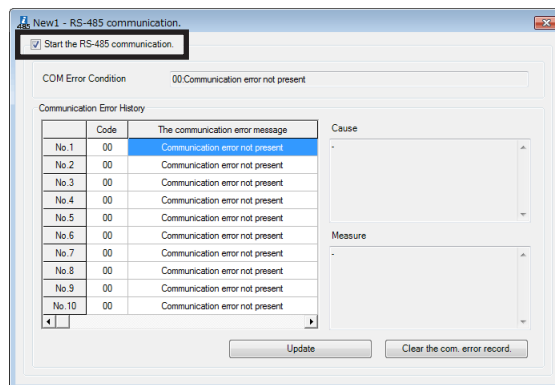 New1 - RS-485 communication.
Start the RS-485 communication.
COM Error Condition 00:Communication error not present
Communication Error History
Code The communication error message
No.1 00 Communication error not present
No.2 00 Communication error not present
No.3 00 Communication error not present
No.4 00 Communication error not present
No.5 00 Communication error not present
No.6 00 Communication error not present
No.7 00 Communication error not present
No.8 00 Communication error not present
No.9 00 Communication error not present
No.10 00 Communication error not present
Cause
-
Measure
-
Update Clear the com. error record.